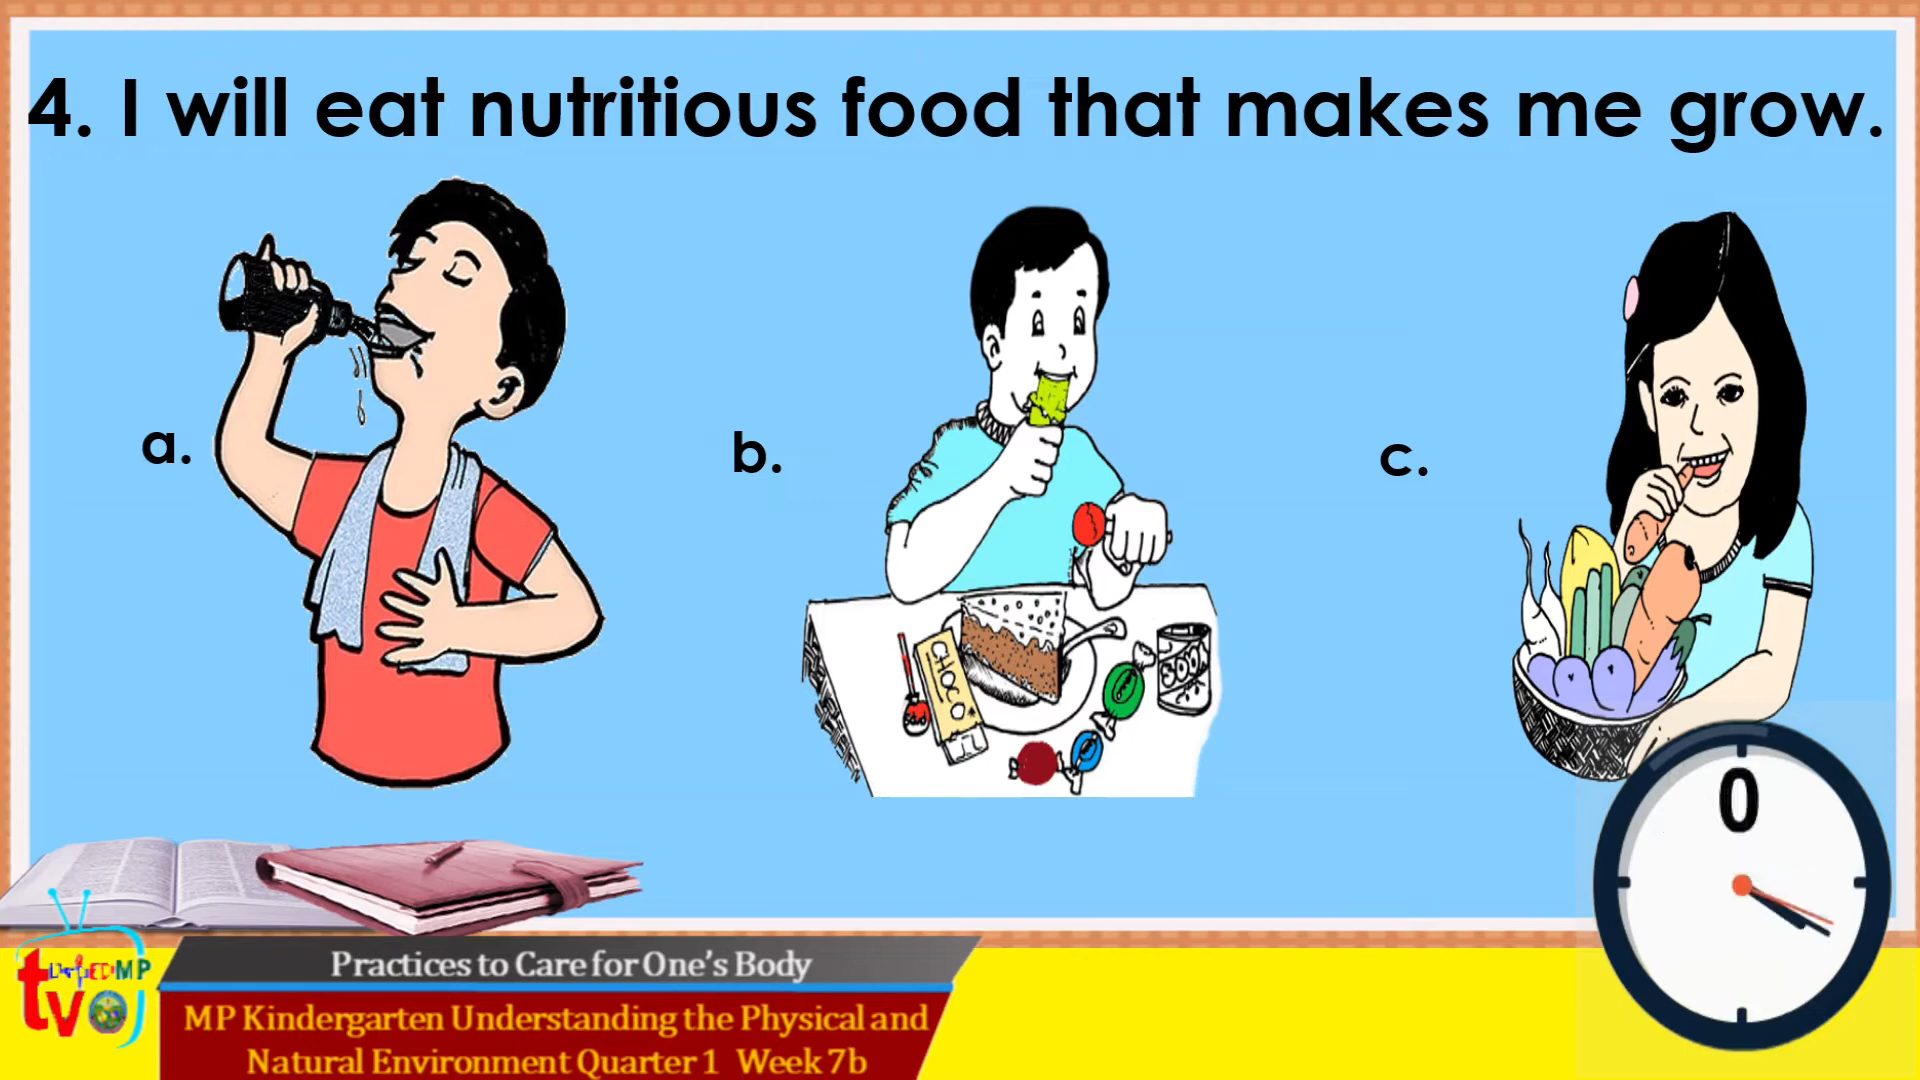 4. I will eat nutritious food that makes me grow.
a.
b.
c.
CHOCO
SODA
0
tv
DepED MP
Practices to Care for One's Body
MP Kindergarten Understanding the Physical and
Natural Environment Quarter 1 Week 7b